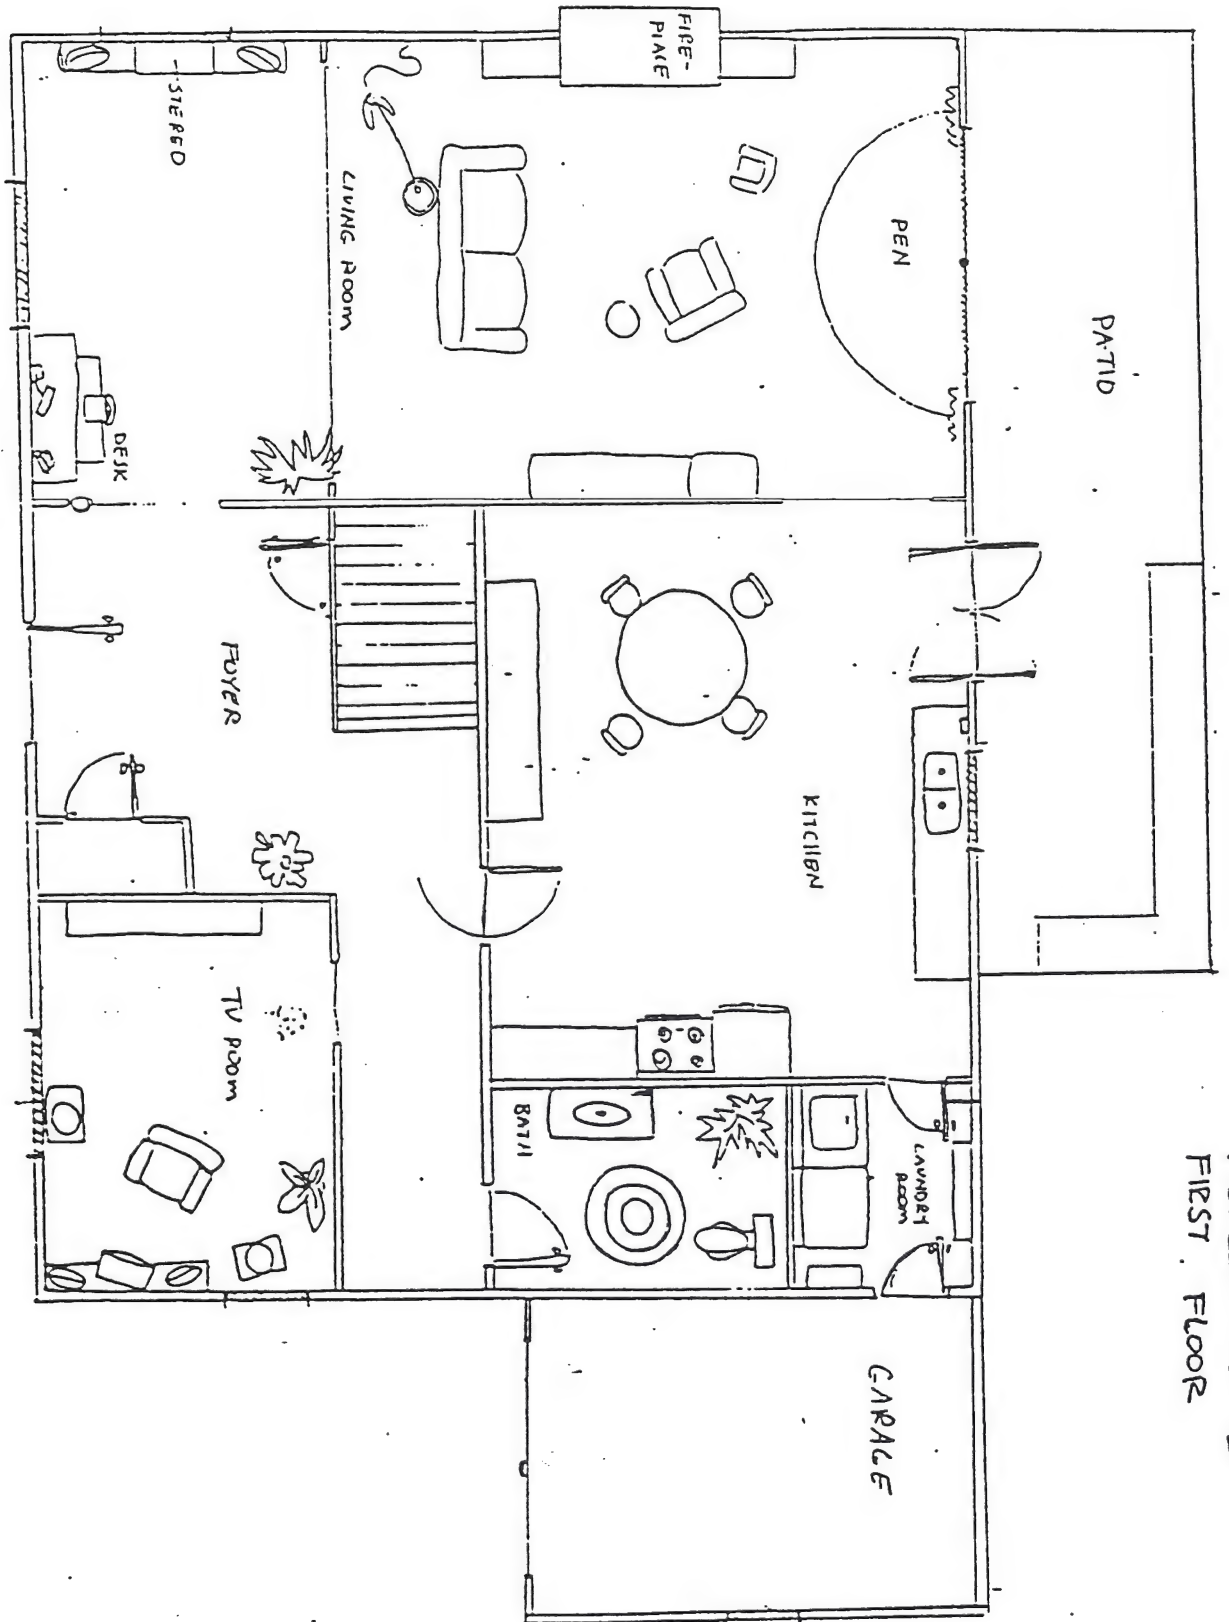 FIRST FLOOR
PATIO
PEN
FIRE-
PLACE
LIVING ROOM
STEREO
DESK
KITCHEN
FOYER
TV ROOM
BATH
LAUNDRY
ROOM
GARAGE